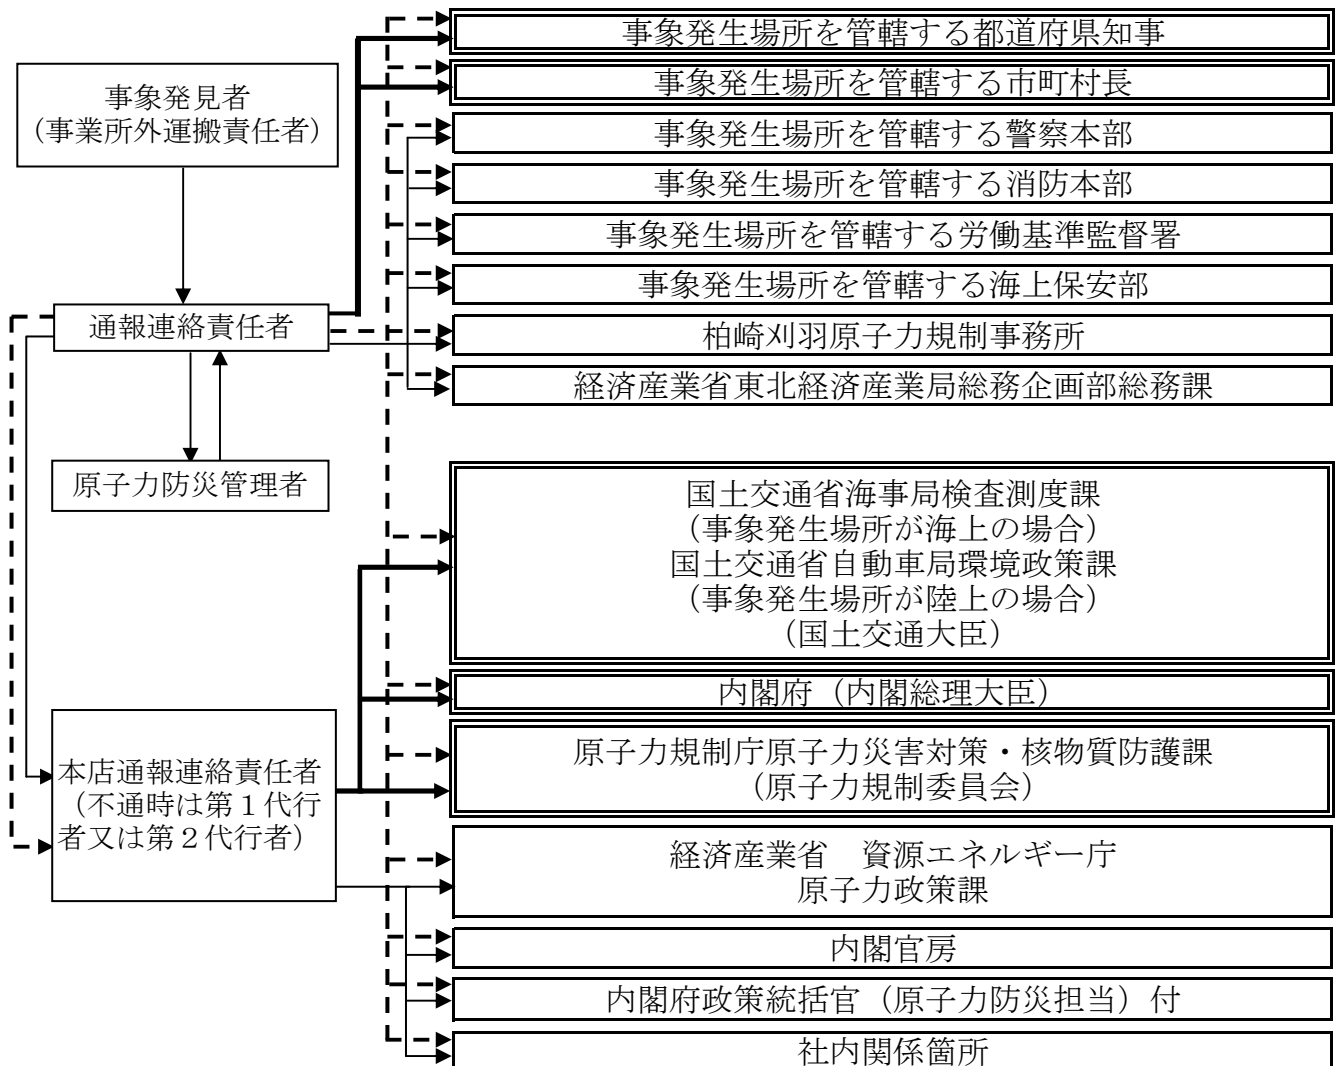 事象発生場所を管轄する都道府県知事
事象発生場所を管轄する市町村長
事象発見者
（事業所外運搬責任者）
事象発生場所を管轄する警察本部
事象発生場所を管轄する消防本部
事象発生場所を管轄する労働基準監督署
事象発生場所を管轄する海上保安部
通報連絡責任者
柏崎刈羽原子力規制事務所
経済産業省東北経済産業局総務企画部総務課
原子力防災管理者
国土交通省海事局検査測度課
（事象発生場所が海上の場合）
国土交通省自動車局環境政策課
（事象発生場所が陸上の場合）
（国土交通大臣）
内閣府（内閣総理大臣）
本店通報連絡責任者
（不通時は第１代行
者又は第２代行者）
原子力規制庁原子力災害対策・核物質防護課
（原子力規制委員会）
経済産業省　資源エネルギー庁
原子力政策課
内閣官房
内閣府政策統括官（原子力防災担当）付
社内関係箇所